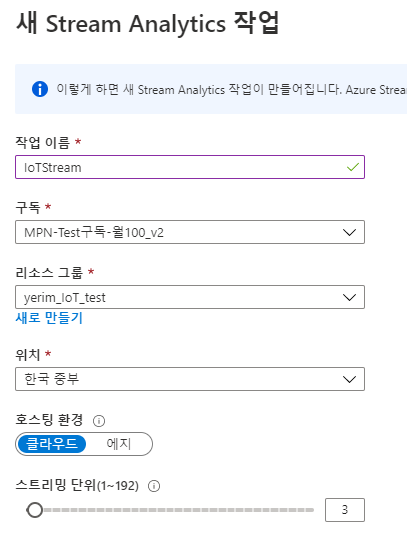 새 Stream Analytics 작업
이렇게 하면 새 Stream Analytics 작업이 만들어집니다. Azure Strea
작업 이름 *
IoTStream
구독 *
MPN-Test구독-월100_v2
리소스 그룹 *
yerim_IoT_test
새로 만들기
위치 *
한국 중부
호스팅 환경
클라우드 에지
스트리밍 단위(1~192)
3